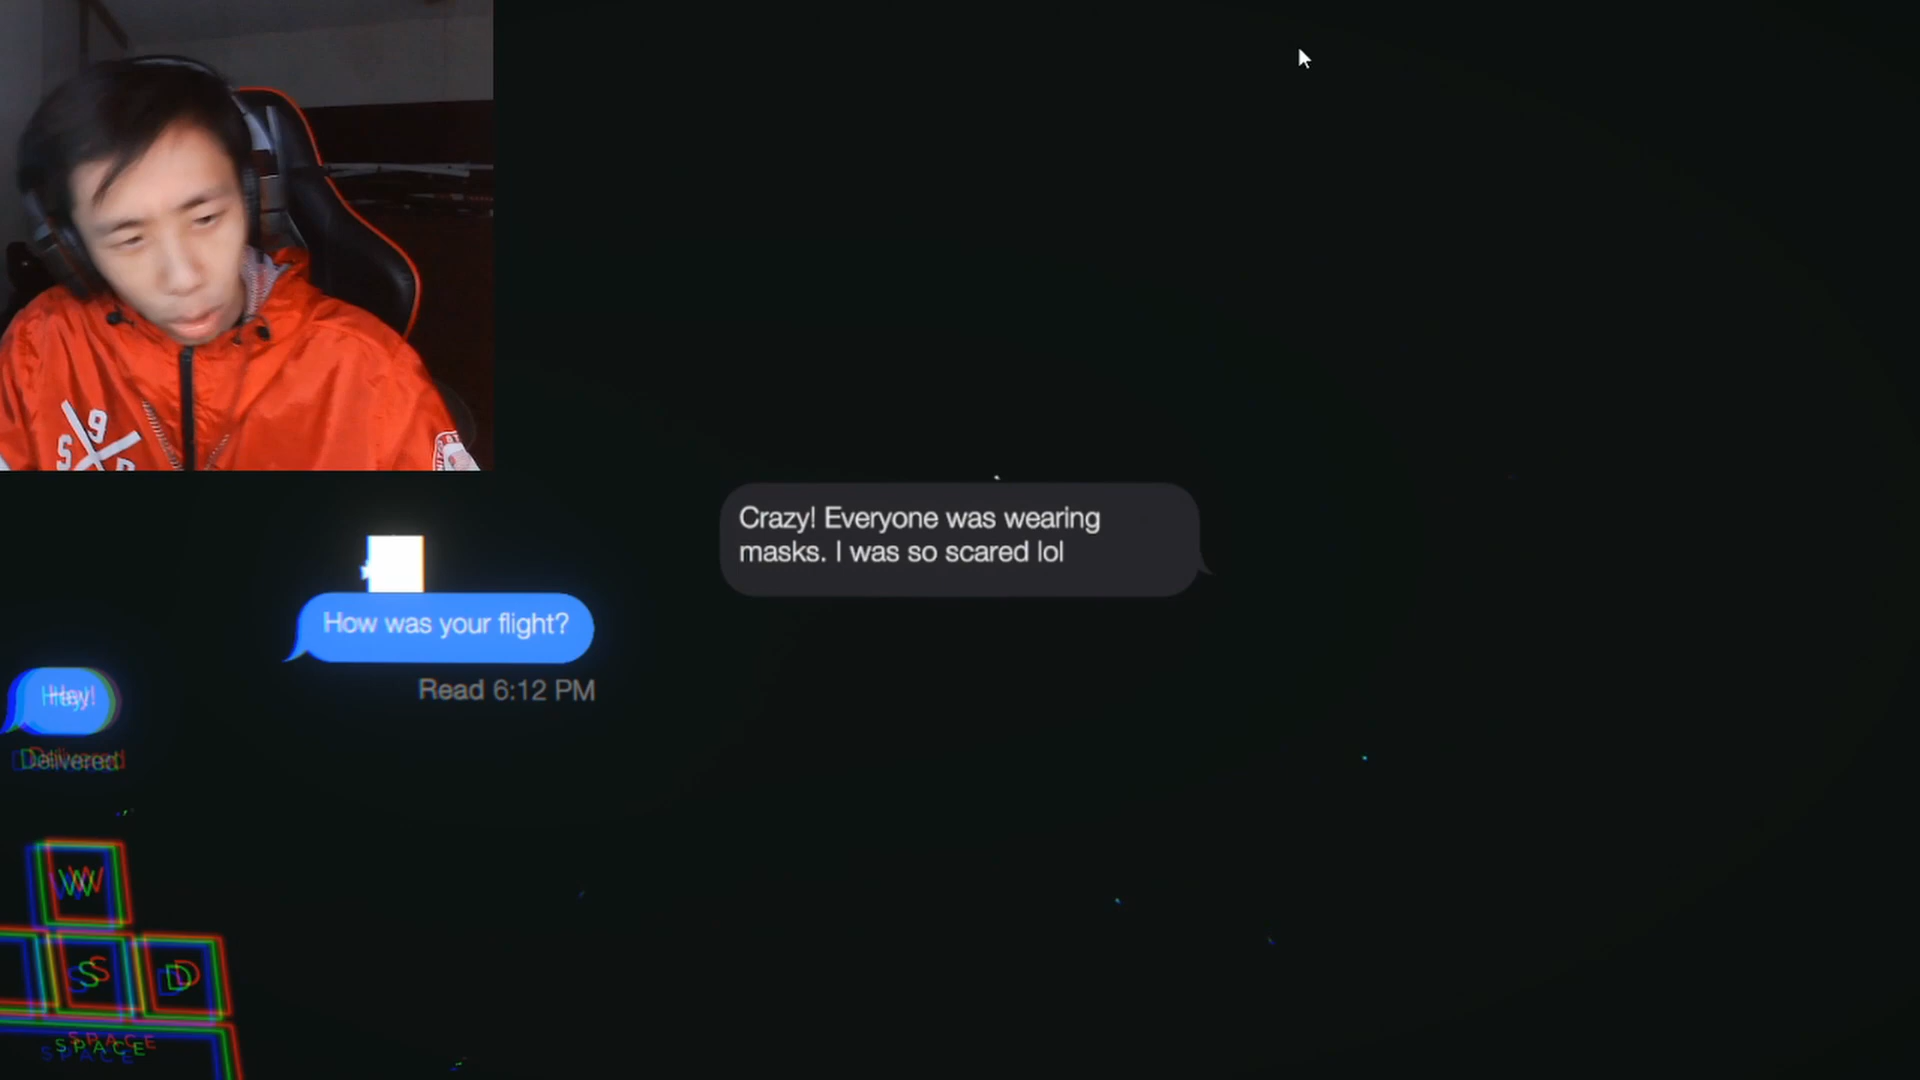 S 9
Crazy! Everyone was wearing
masks. I was so scared lol
How was your flight?
Read 6:12 PM
Hey!
Delivered
W
S D
SPACE